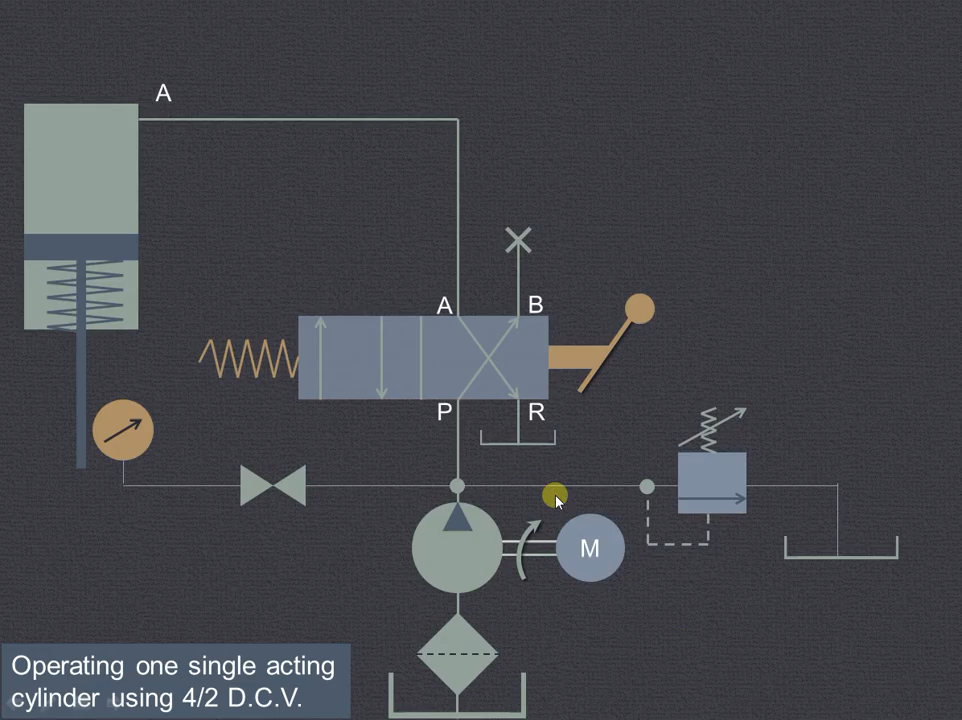 A
A
B
P
R
M
Operating one single acting
cylinder using 4/2 D.C.V.